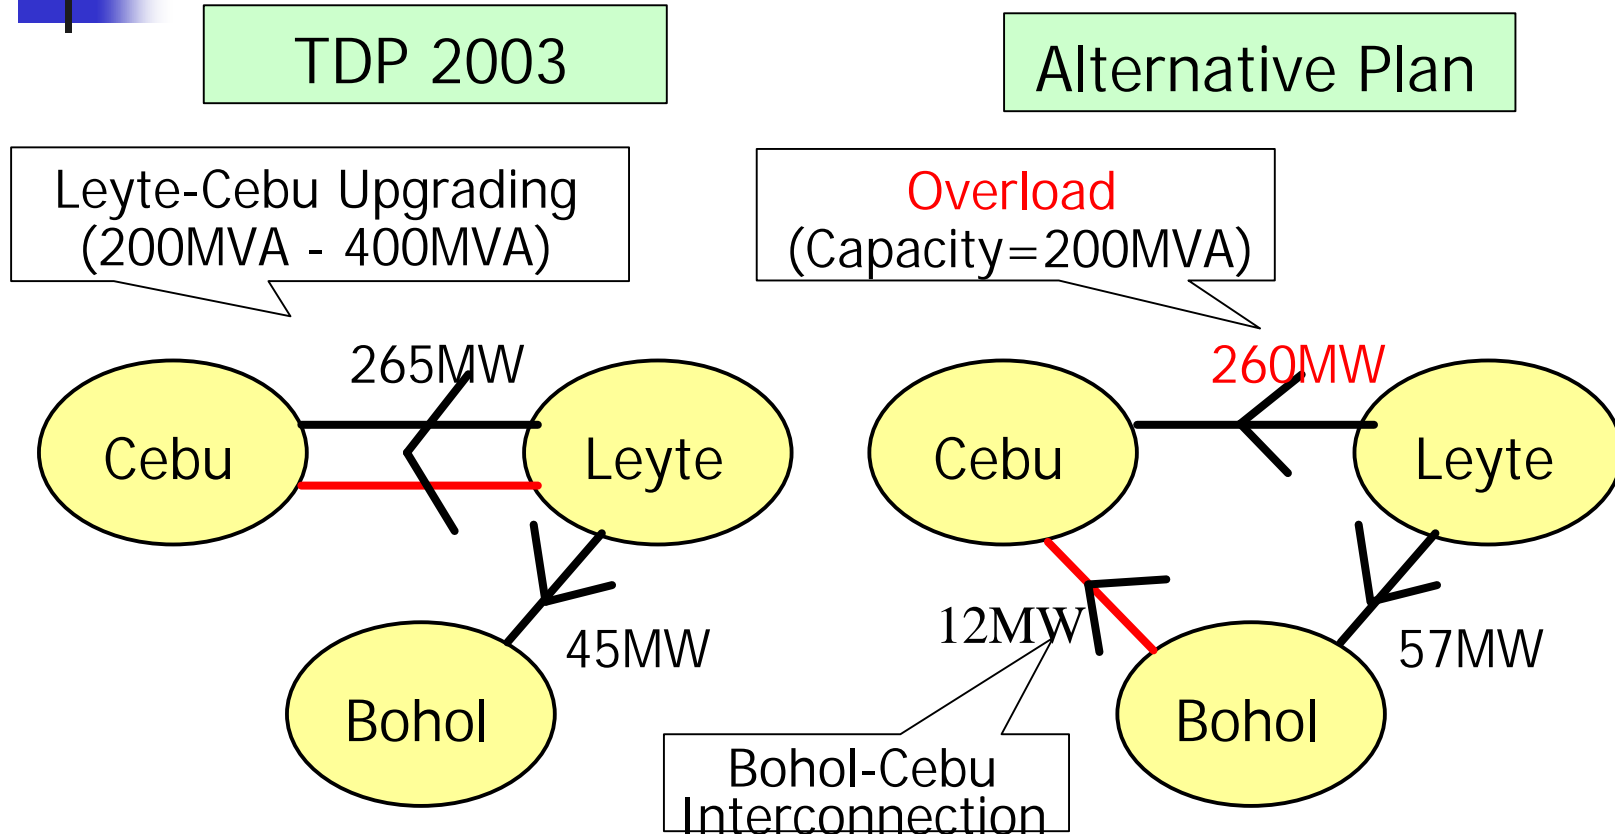 TDP 2003
Alternative Plan
Leyte-Cebu Upgrading
(200MVA - 400MVA)
Overload
(Capacity=200MVA)
265MW
Cebu
Leyte
45MW
Bohol
260MW
Cebu
Leyte
12MW
57MW
Bohol
Bohol-Cebu
Interconnection